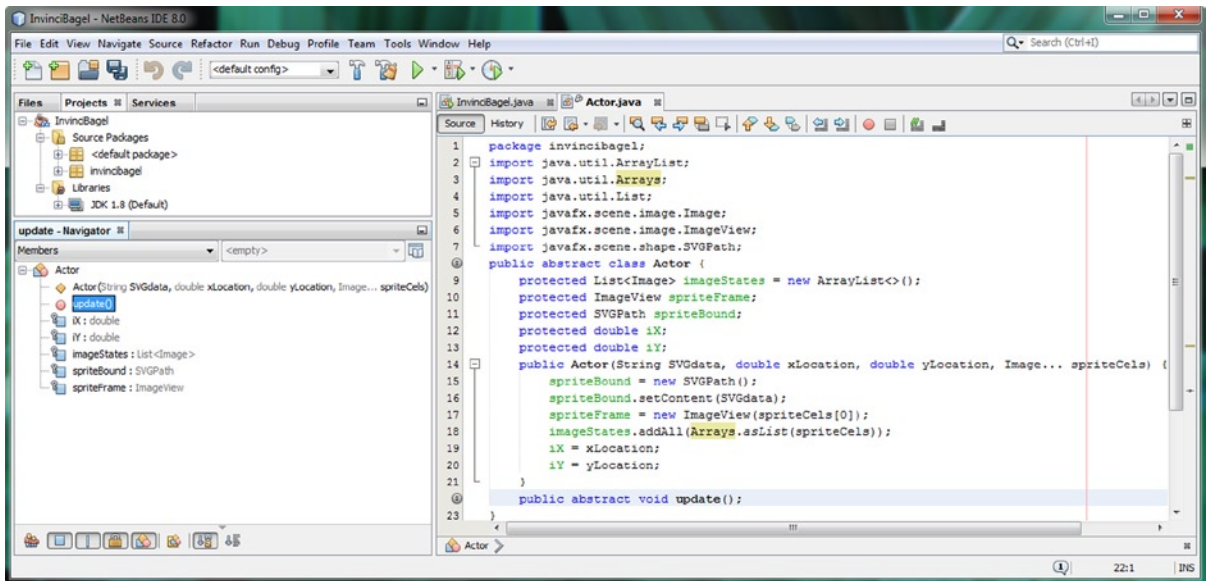 InvinciBagel - NetBeans IDE 8.0
File Edit View Navigate Source Refactor Run Debug Profile Team Tools Window Help
Search (Ctrl+I)
<default config>
Files Projects Services
InvinciBagel
Source Packages
<default package>
invincibagel
Libraries
JDK 1.8 (Default)
update - Navigator
Members
<empty>
Actor
Actor(String SVGdata, double xLocation, double yLocation, Image... spriteCels)
update()
iX : double
iY : double
imageStates : List<Image>
spriteBound : SVGPath
spriteFrame : ImageView
InvinciBagel.java Actor.java
Source History
1 package invincibagel;
2 import java.util.ArrayList;
3 import java.util.Arrays;
4 import java.util.List;
5 import javafx.scene.image.Image;
6 import javafx.scene.image.ImageView;
7 import javafx.scene.shape.SVGPath;
public abstract class Actor {
9 protected List<Image> imageStates = new ArrayList<>();
10 protected ImageView spriteFrame;
11 protected SVGPath spriteBound;
12 protected double iX;
13 protected double iY;
14 public Actor(String SVGdata, double xLocation, double yLocation, Image... spriteCels) {
15 spriteBound = new SVGPath();
16 spriteBound.setContent(SVGdata);
17 spriteFrame = new ImageView(spriteCels[0]);
18 imageStates.addAll(Arrays.asList(spriteCels));
19 iX = xLocation;
20 iY = yLocation;
21 }
public abstract void update();
23 }
Actor
1
22:1
INS